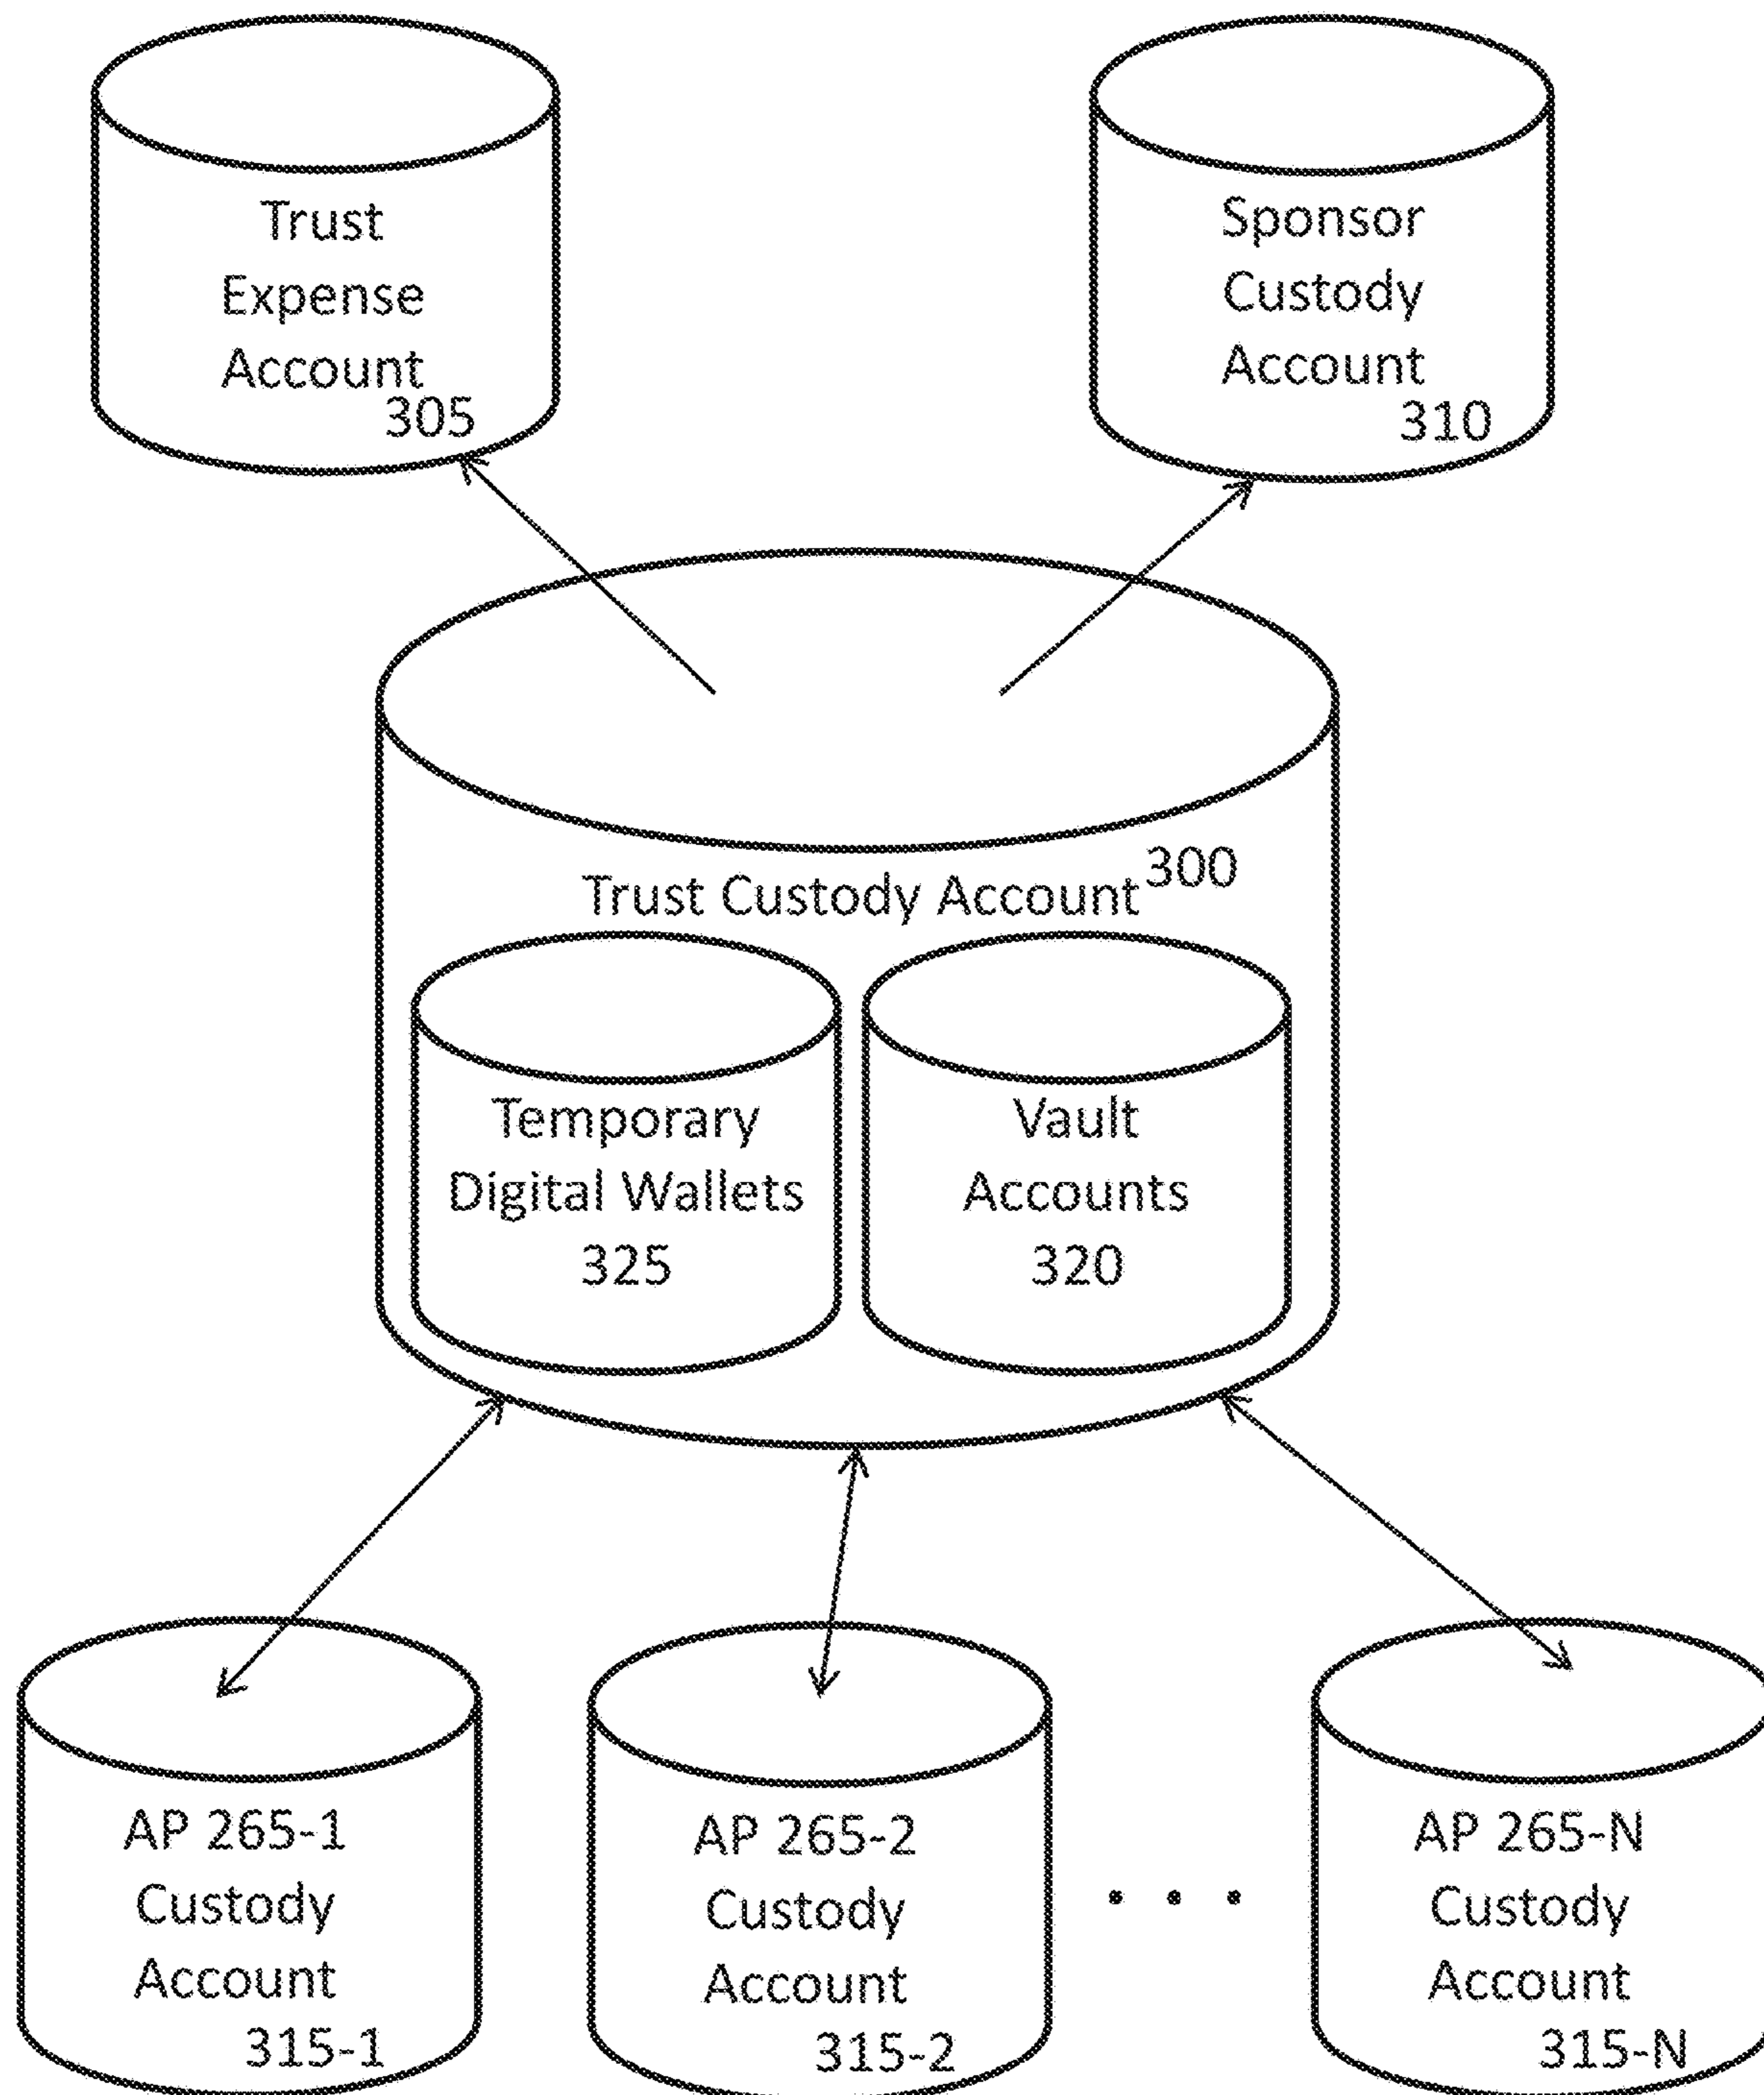 Trust
Expense
Account
305
Sponsor
Custody
Account
310
Trust Custody Account 300
Temporary
Digital Wallets
325
Vault
Accounts
320
AP 265-1
Custody
Account
315-1
AP 265-2
Custody
Account
315-2
. . .
AP 265-N
Custody
Account
315-N